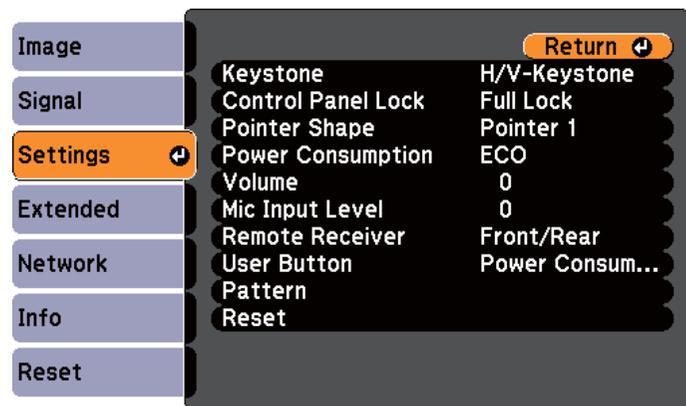 Image
Signal
Settings
Extended
Network
Info
Reset
Return
Keystone H/V-Keystone
Control Panel Lock Full Lock
Pointer Shape Pointer 1
Power Consumption ECO
Volume 0
Mic Input Level 0
Remote Receiver Front/Rear
User Button Power Consum...
Pattern
Reset